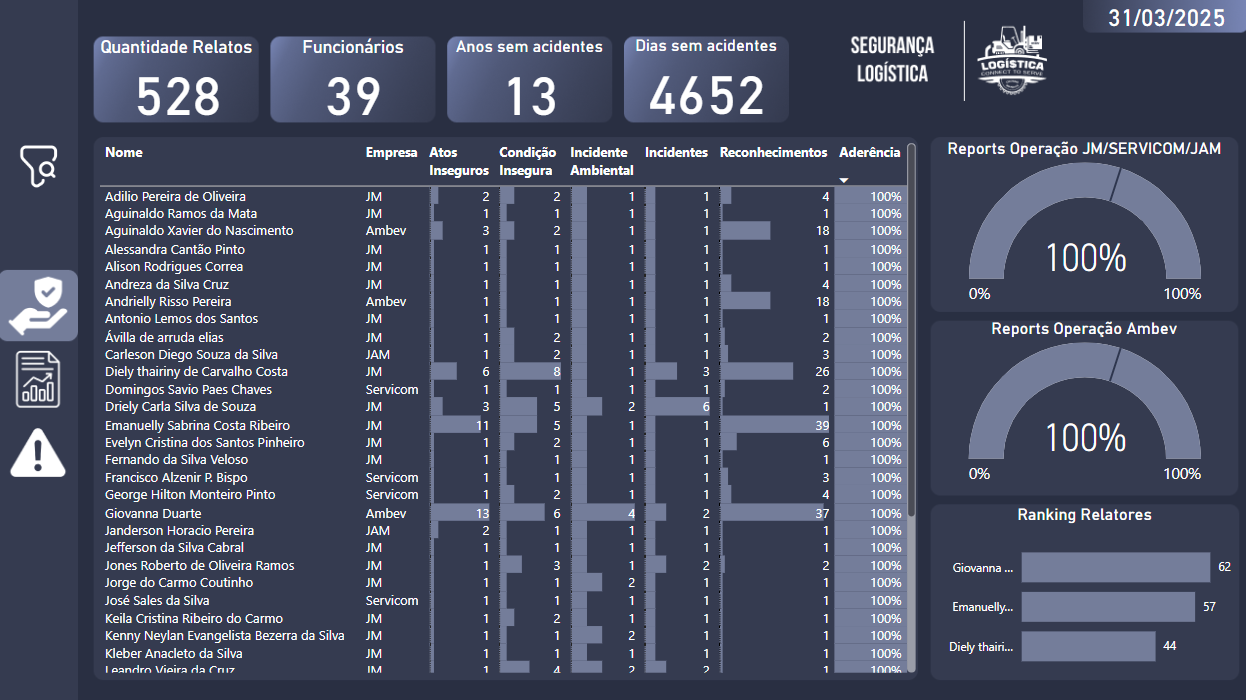 31/03/2025
Quantidade Relatos
528
Funcionários
39
Anos sem acidentes
13
Dias sem acidentes
4652
SEGURANÇA
LOGÍSTICA
LOGÍSTICA
CONNECT TO SERVE
Nome Empresa Atos Inseguros Condição Insegura Incidente Ambiental Incidentes Reconhecimentos Aderência
Adilio Pereira de Oliveira JM 2 2 1 1 4 100%
Aguinaldo Ramos da Mata JM 1 1 1 1 1 100%
Aguinaldo Xavier do Nascimento Ambev 3 2 1 1 18 100%
Alessandra Cantão Pinto JM 1 1 1 1 1 100%
Alison Rodrigues Correa JM 1 1 1 1 1 100%
Andreza da Silva Cruz JM 1 1 1 1 4 100%
Andrielly Risso Pereira Ambev 1 1 1 1 18 100%
Antonio Lemos dos Santos JM 1 1 1 1 1 100%
Ávilla de arruda elias JM 1 2 1 1 2 100%
Carleson Diego Souza da Silva JAM 1 2 1 1 3 100%
Diely thairiny de Carvalho Costa JM 6 8 1 3 26 100%
Domingos Savio Paes Chaves Servicom 1 1 1 1 2 100%
Driely Carla Silva de Souza JM 3 5 2 6 1 100%
Emanuelly Sabrina Costa Ribeiro JM 11 5 1 1 39 100%
Evelyn Cristina dos Santos Pinheiro JM 1 2 1 1 6 100%
Fernando da Silva Veloso JM 1 1 1 1 1 100%
Francisco Alzenir P. Bispo Servicom 1 1 1 1 3 100%
George Hilton Monteiro Pinto Servicom 1 2 1 1 4 100%
Giovanna Duarte Ambev 13 6 4 2 37 100%
Janderson Horacio Pereira JAM 2 1 1 1 1 100%
Jefferson da Silva Cabral JM 1 1 1 1 1 100%
Jones Roberto de Oliveira Ramos JM 1 3 1 2 2 100%
Jorge do Carmo Coutinho JM 1 1 2 1 1 100%
José Sales da Silva Servicom 1 1 1 1 1 100%
Keila Cristina Ribeiro do Carmo JM 1 2 1 1 1 100%
Kenny Neylan Evangelista Bezerra da Silva JM 1 1 2 1 1 100%
Kleber Anacleto da Silva JM 1 1 1 1 1 100%
Leandro Vieira da Cruz JM 1 4 2 2 1 100%
Reports Operação JM/SERVICOM/JAM
100%
0% 100%
Reports Operação Ambev
100%
0% 100%
Ranking Relatores
Giovanna ... 62
Emanuelly... 57
Diely thairi... 44